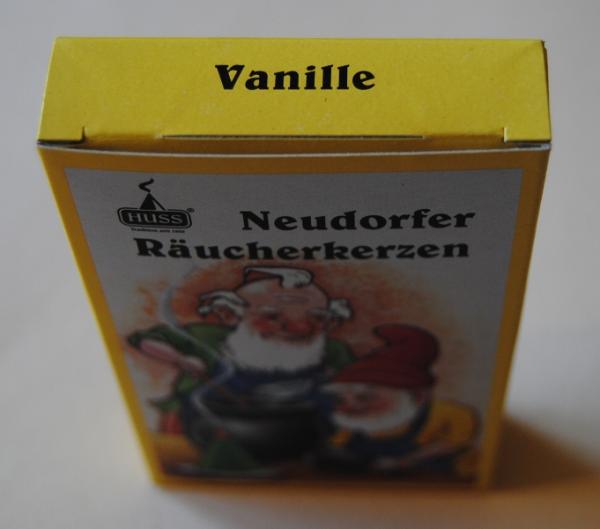 Vanille
HUSS®
Neudorfer
Räucherkerzen